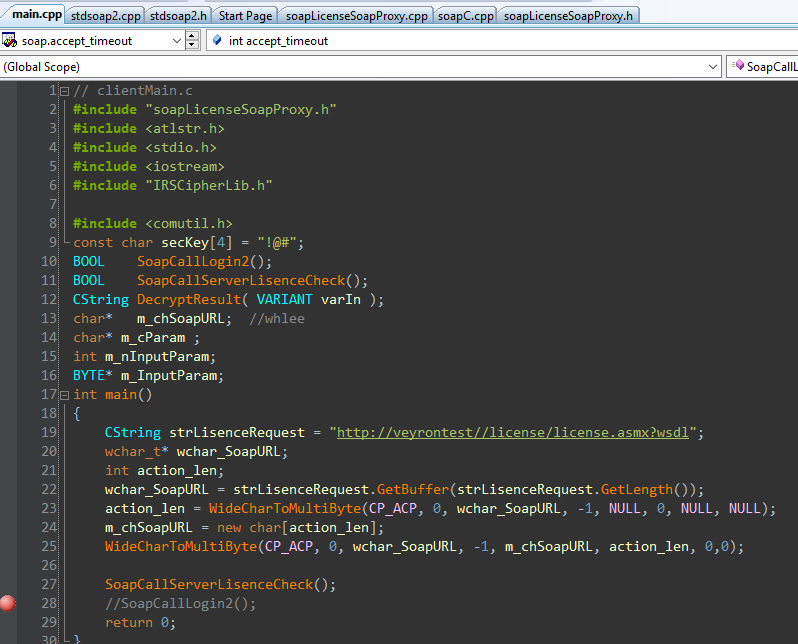 main.cpp stdsoap2.cpp stdsoap2.h Start Page soapLicenseSoapProxy.cpp soapC.cpp soapLicenseSoapProxy.h
soap.accept_timeout int accept_timeout
(Global Scope) SoapCallL
1 // clientMain.c
2 #include "soapLicenseSoapProxy.h"
3 #include <atlstr.h>
4 #include <stdio.h>
5 #include <iostream>
6 #include "IRSCipherLib.h"
7
8 #include <comutil.h>
9 const char secKey[4] = "!@#";
10 BOOL    SoapCallLogin2();
11 BOOL    SoapCallServerLisenceCheck();
12 CString DecryptResult( VARIANT varIn );
13 char*   m_chSoapURL;  //whlee
14 char* m_cParam ;
15 int m_nInputParam;
16 BYTE* m_InputParam;
17 int main()
18 {
19     CString strLisenceRequest = "http://veyrontest//license/license.asmx?wsdl";
20     wchar_t* wchar_SoapURL;
21     int action_len;
22     wchar_SoapURL = strLisenceRequest.GetBuffer(strLisenceRequest.GetLength());
23     action_len = WideCharToMultiByte(CP_ACP, 0, wchar_SoapURL, -1, NULL, 0, NULL, NULL);
24     m_chSoapURL = new char[action_len];
25     WideCharToMultiByte(CP_ACP, 0, wchar_SoapURL, -1, m_chSoapURL, action_len, 0,0);
26
27     SoapCallServerLisenceCheck();
28     //SoapCallLogin2();
29     return 0;
30 }